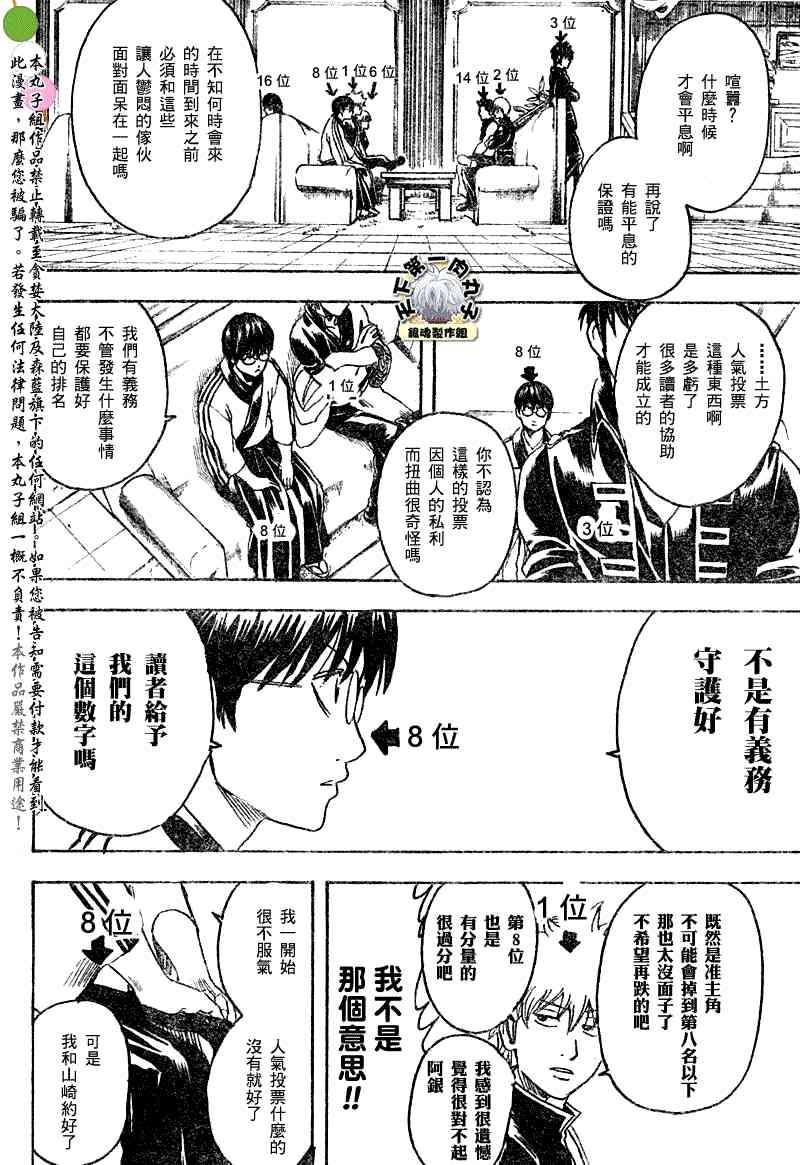 喧囂？
什麼時候
才會平息啊
再說了
有能平息的
保證嗎
3 位
2 位
14 位
6 位
1 位
8 位
16 位
在不知何時會來
的時間到來之前
必須和這些
讓人鬱悶的傢伙
面對面呆在一起嗎
天下第一肉丸子
銀魂製作組
……土方
人氣投票
這種東西啊
是多虧了
很多讀者的協助
才能成立的
8 位
3 位
你不認為
這樣的投票
因個人的私利
而扭曲很奇怪嗎
1 位
8 位
我們有義務
不管發生什麼事情
都要保護好
自己的排名
不是有義務
守護好
8 位
讀者給予
我們的
這個數字嗎
既然是准主角
不可能會掉到第八名以下
那也太沒面子了
不希望再跌的吧
1 位
第8位
也是
有分量的
很過分吧
我感到很遺憾
覺得很對不起
阿銀
我不是
那個意思!!
我一開始
很不服氣
人氣投票什麼的
沒有就好了
8 位
可是
我和山崎約好了
本丸子組作品禁止轉載至貪婪大陸及森藍旗下的任何網站。如果您被告知需要付款才能看到
此漫畫，那麼您被騙了。若發生任何法律問題，本丸子組一概不負責！本作品嚴禁商業用途！